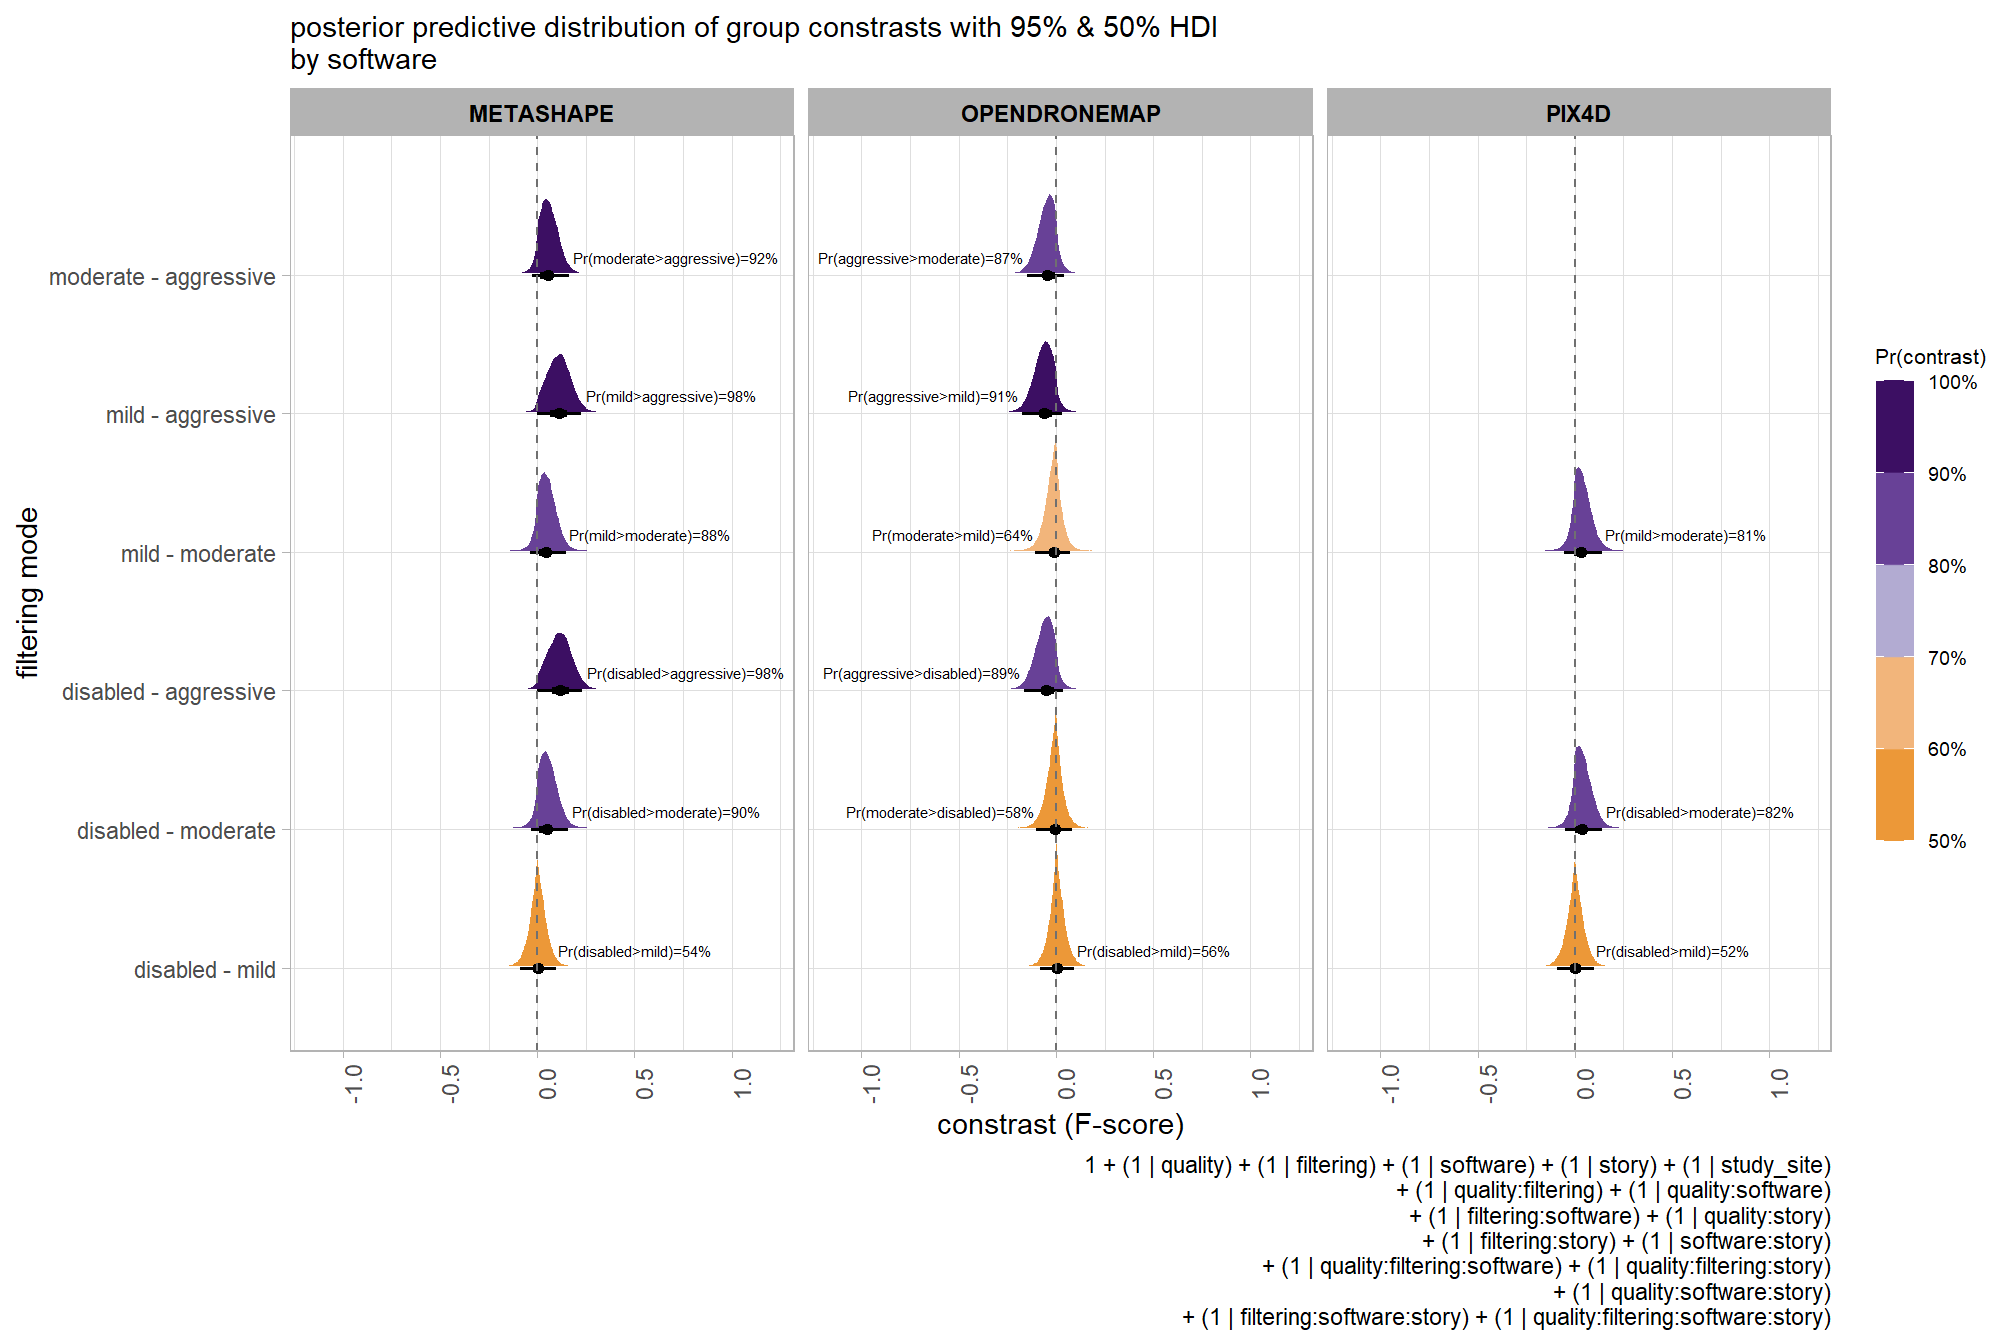 posterior predictive distribution of group constrasts with 95% & 50% HDI
by software
METASHAPE
OPENDRONEMAP
PIX4D
filtering mode
moderate - aggressive
Pr(moderate>aggressive)=92%
Pr(aggressive>moderate)=87%
mild - aggressive
Pr(mild>aggressive)=98%
Pr(aggressive>mild)=91%
mild - moderate
Pr(mild>moderate)=88%
Pr(moderate>mild)=64%
Pr(mild>moderate)=81%
disabled - aggressive
Pr(disabled>aggressive)=98%
Pr(aggressive>disabled)=89%
disabled - moderate
Pr(disabled>moderate)=90%
Pr(moderate>disabled)=58%
Pr(disabled>moderate)=82%
disabled - mild
Pr(disabled>mild)=54%
Pr(disabled>mild)=56%
Pr(disabled>mild)=52%
-1.0 -0.5 0.0 0.5 1.0
-1.0 -0.5 0.0 0.5 1.0
-1.0 -0.5 0.0 0.5 1.0
constrast (F-score)
Pr(contrast)
100%
90%
80%
70%
60%
50%
1 + (1 | quality) + (1 | filtering) + (1 | software) + (1 | story) + (1 | study_site)
+ (1 | quality:filtering) + (1 | quality:software)
+ (1 | filtering:software) + (1 | quality:story)
+ (1 | filtering:story) + (1 | software:story)
+ (1 | quality:filtering:software) + (1 | quality:filtering:story)
+ (1 | quality:software:story)
+ (1 | filtering:software:story) + (1 | quality:filtering:software:story)